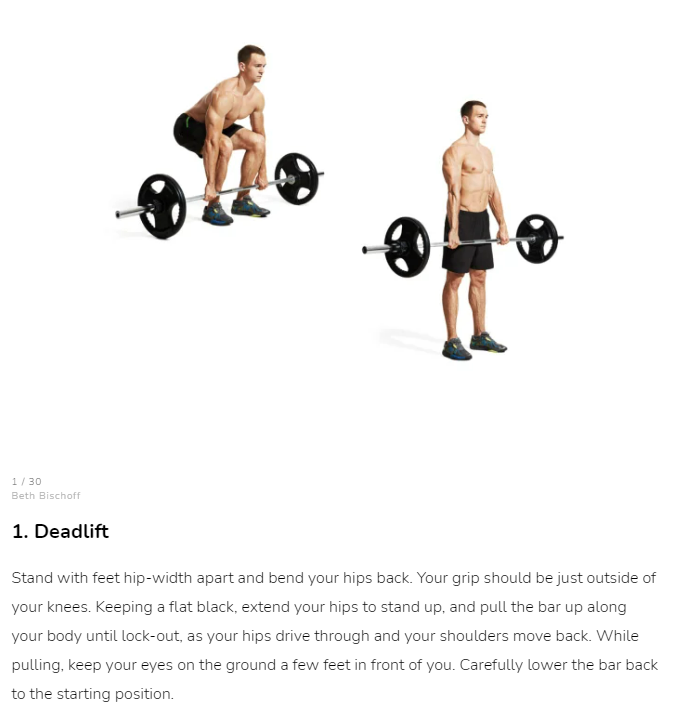 1 / 30
Beth Bischoff
1. Deadlift
Stand with feet hip-width apart and bend your hips back. Your grip should be just outside of
your knees. Keeping a flat black, extend your hips to stand up, and pull the bar up along
your body until lock-out, as your hips drive through and your shoulders move back. While
pulling, keep your eyes on the ground a few feet in front of you. Carefully lower the bar back
to the starting position.